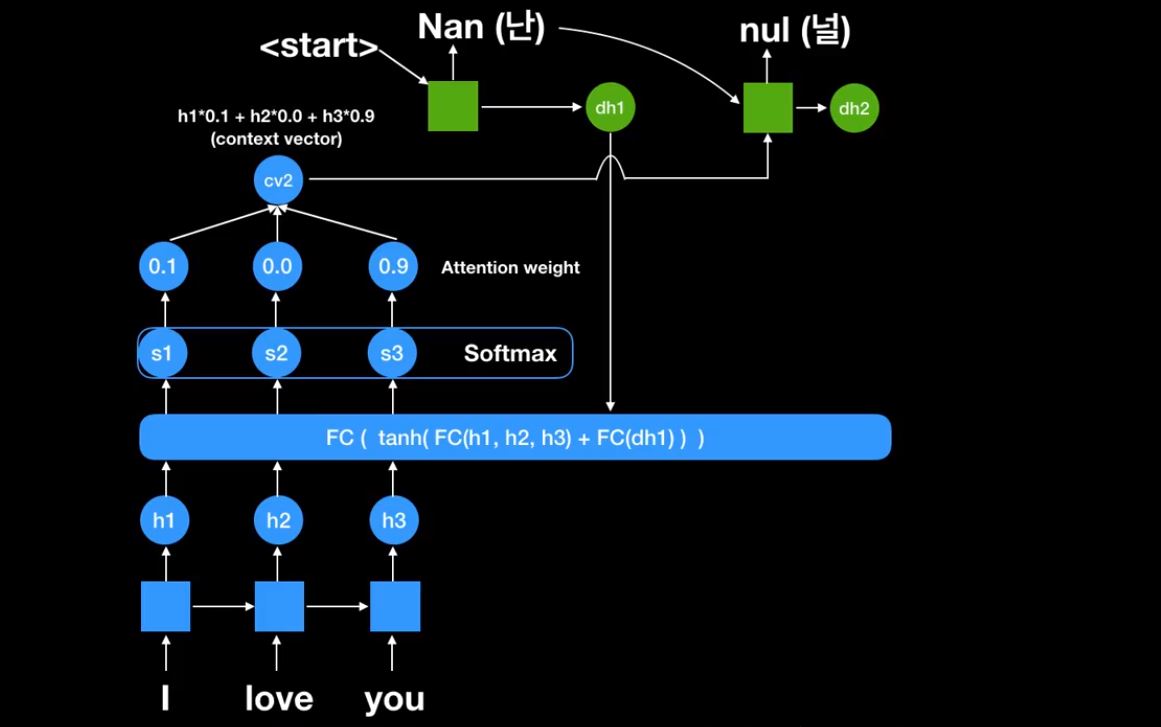 Nan (난)
nul (널)
<start>
dh1
dh2
h1*0.1 + h2*0.0 + h3*0.9
(context vector)
cv2
0.1
0.0
0.9
Attention weight
s1
s2
s3
Softmax
FC ( tanh( FC(h1, h2, h3) + FC(dh1) ) )
h1
h2
h3
I
love
you